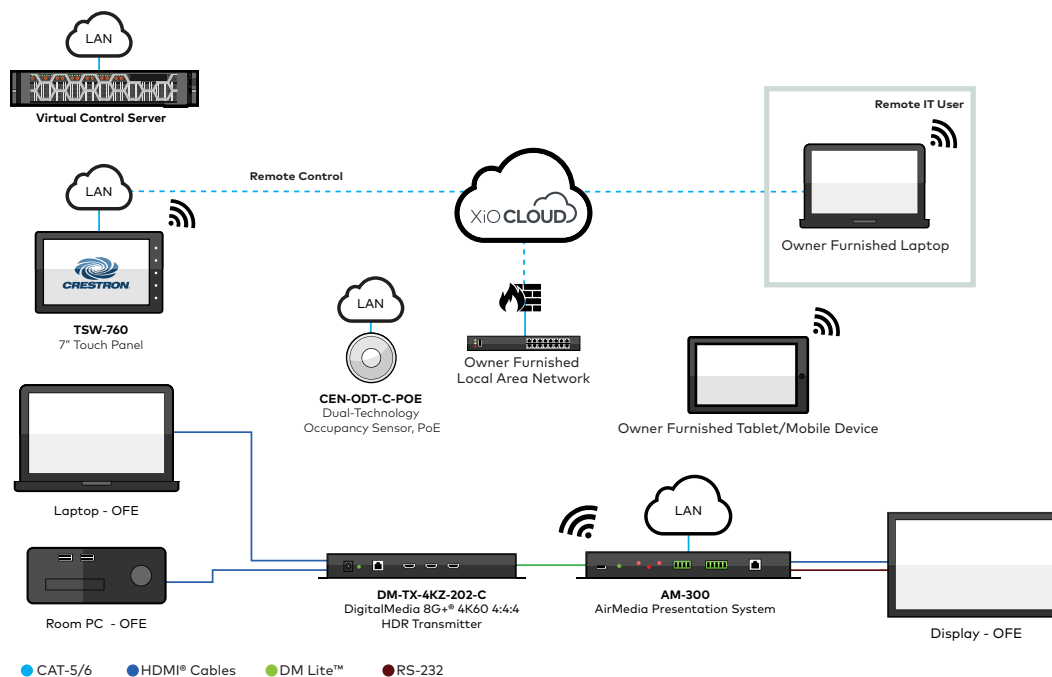 LAN
Virtual Control Server
Remote IT User
Remote Control
LAN
XiO CLOUD
Owner Furnished Laptop
CRESTRON
TSW-760
7” Touch Panel
LAN
Owner Furnished
Local Area Network
CEN-ODT-C-POE
Dual-Technology
Occupancy Sensor, PoE
Owner Furnished Tablet/Mobile Device
Laptop - OFE
LAN
Room PC - OFE
DM-TX-4KZ-202-C
DigitalMedia 8G+® 4K60 4:4:4
HDR Transmitter
AM-300
AirMedia Presentation System
Display - OFE
CAT-5/6
HDMI® Cables
DM Lite™
RS-232